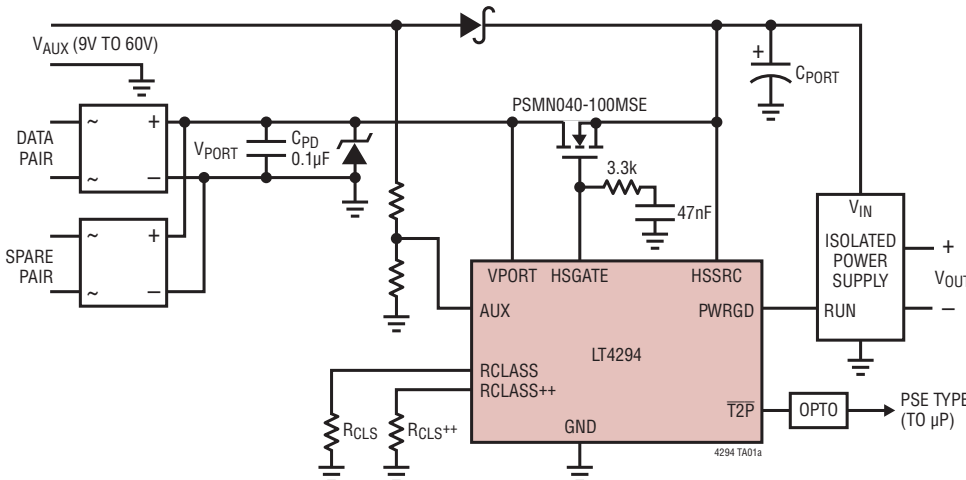 VAUX (9V TO 60V)
DATA
PAIR
~
~
+
–
VPORT
CPD
0.1µF
PSMN040-100MSE
+
CPORT
3.3k
47nF
SPARE
PAIR
~
~
+
–
VIN
ISOLATED
POWER
SUPPLY
RUN
+
VOUT
–
VPORT
HSGATE
HSSRC
AUX
PWRGD
LT4294
RCLASS
RCLASS++
T2P
GND
RCLS
RCLS++
OPTO
PSE TYPE
(TO µP)
4294 TA01a